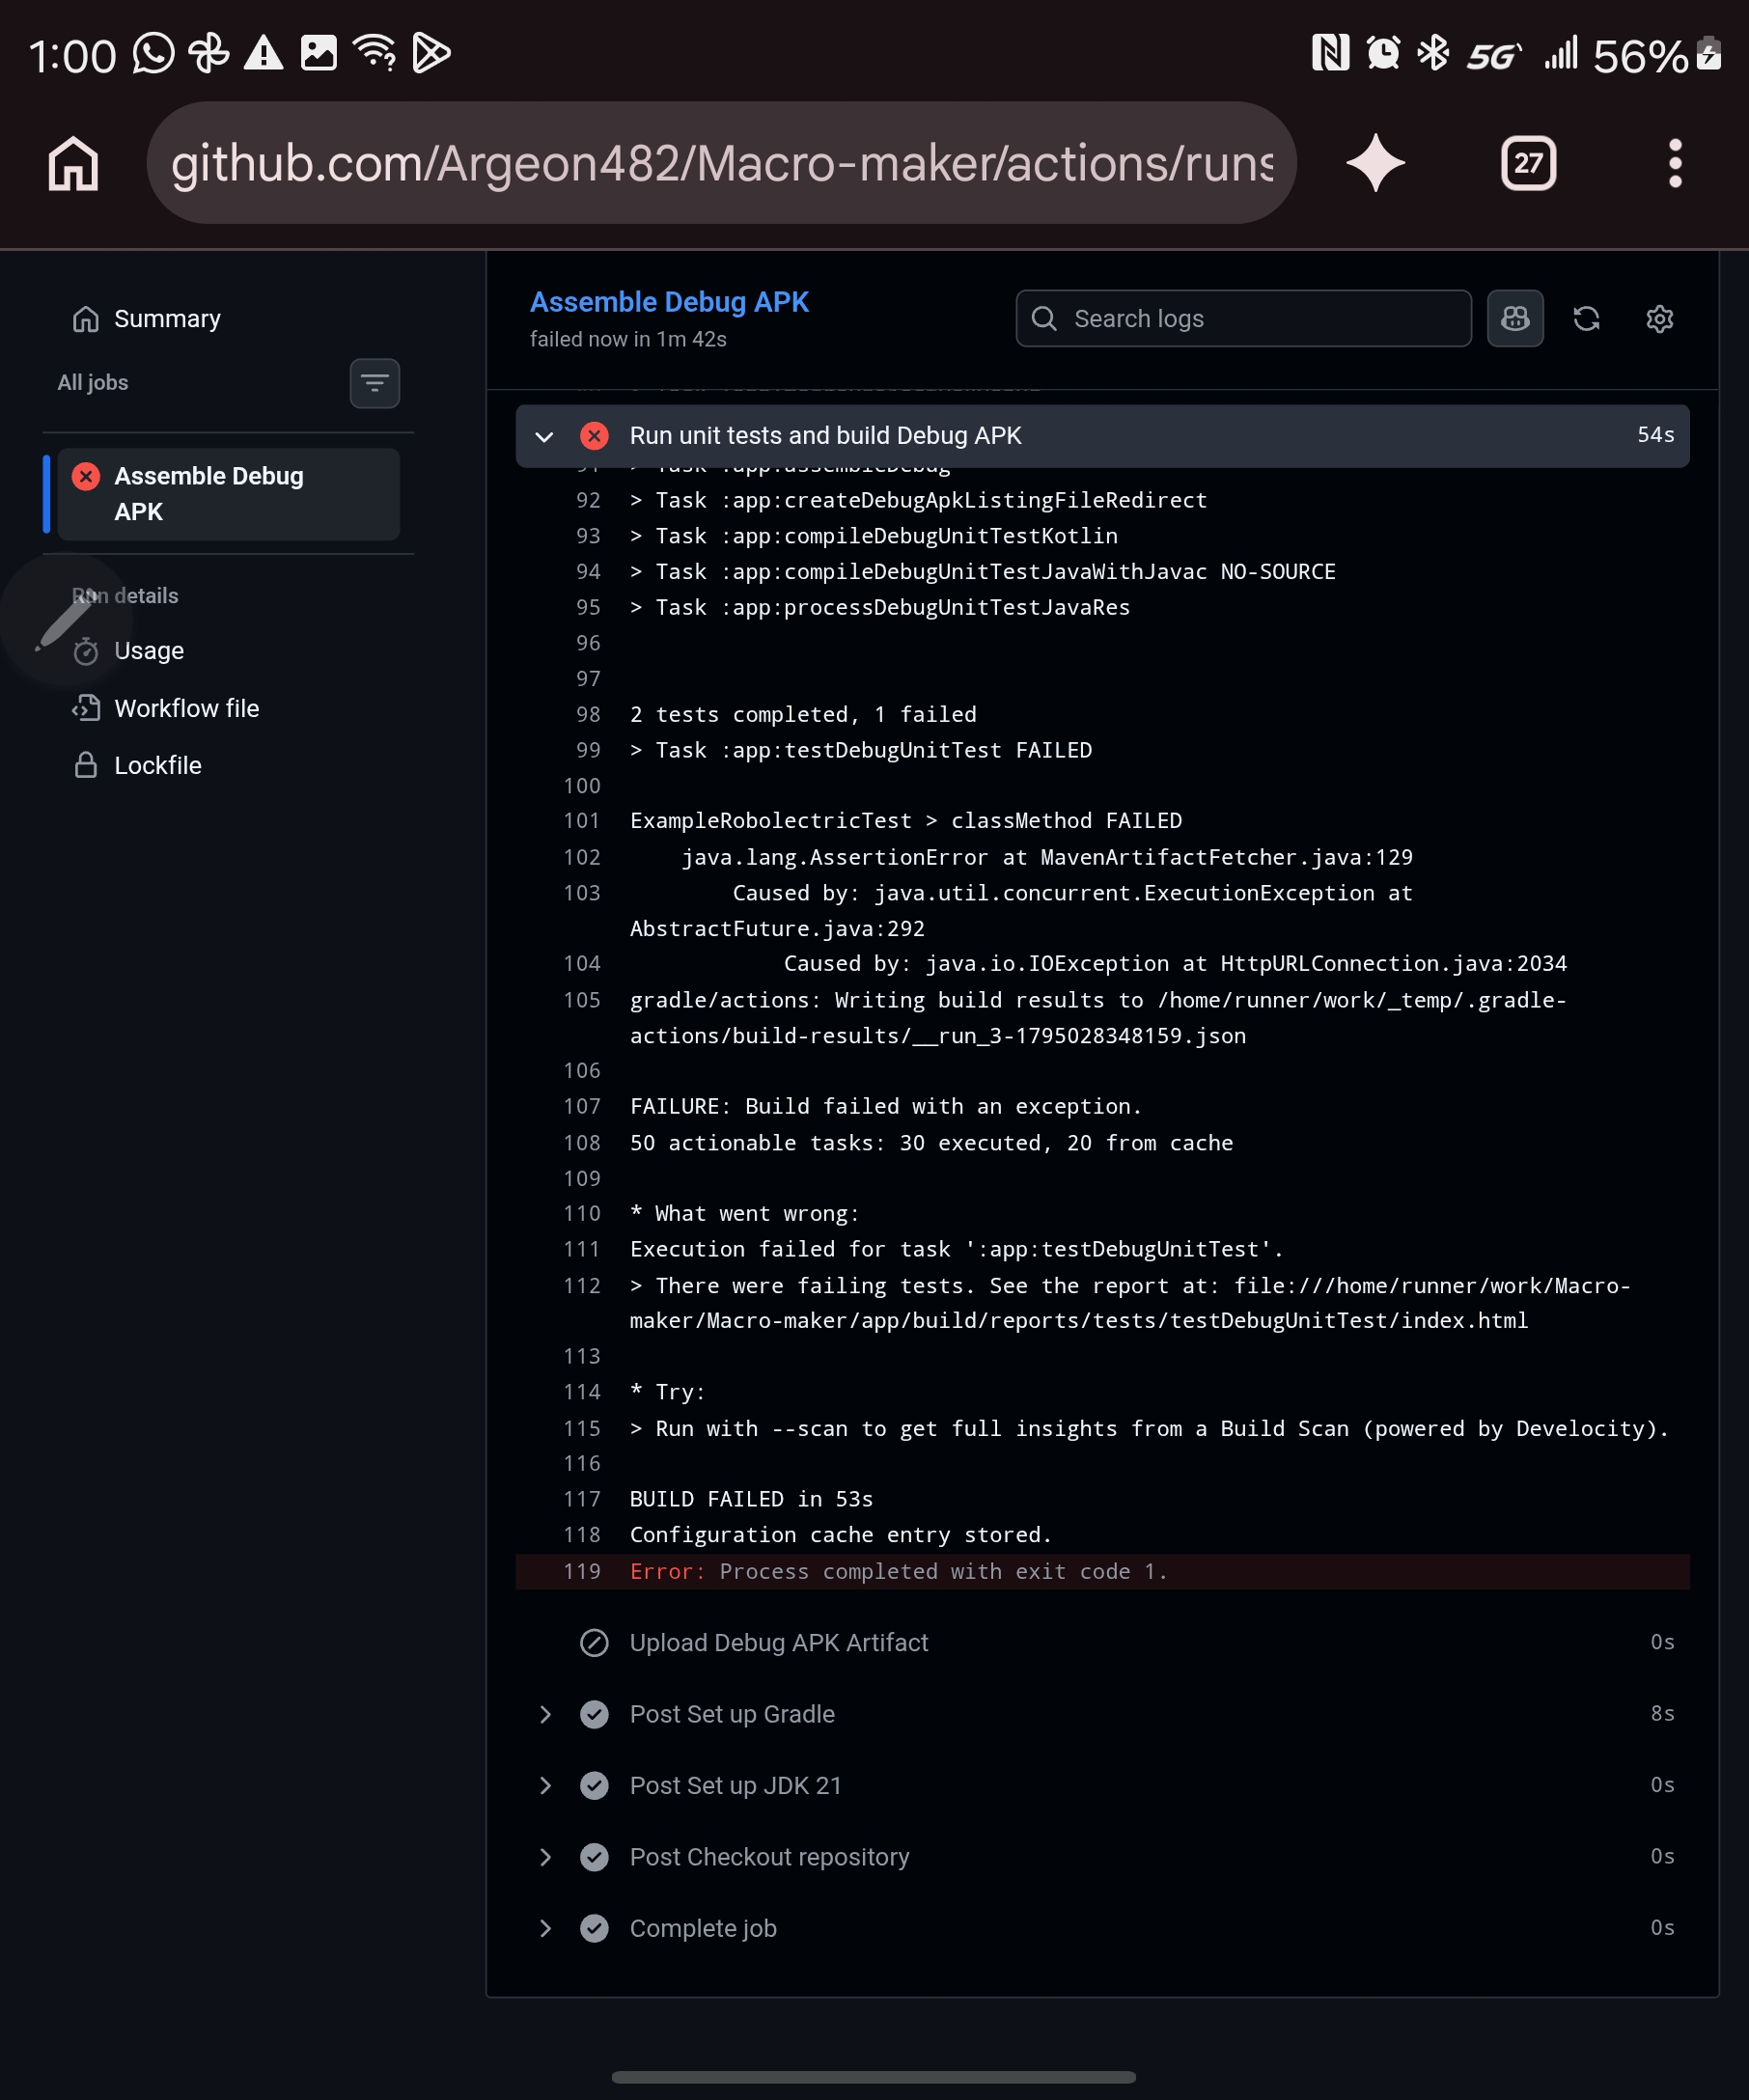 1:00
5G 56%
github.com/Argeon482/Macro-maker/actions/runs
27
Summary
All jobs
Assemble Debug
APK
Run details
Usage
Workflow file
Lockfile
Assemble Debug APK
failed now in 1m 42s
Search logs
Run unit tests and build Debug APK 54s
91 > Task :app:assembleDebug
92 > Task :app:createDebugApkListingFileRedirect
93 > Task :app:compileDebugUnitTestKotlin
94 > Task :app:compileDebugUnitTestJavaWithJavac NO-SOURCE
95 > Task :app:processDebugUnitTestJavaRes
96
97
98 2 tests completed, 1 failed
99 > Task :app:testDebugUnitTest FAILED
100
101 ExampleRobolectricTest > classMethod FAILED
102 java.lang.AssertionError at MavenArtifactFetcher.java:129
103 Caused by: java.util.concurrent.ExecutionException at
AbstractFuture.java:292
104 Caused by: java.io.IOException at HttpURLConnection.java:2034
105 gradle/actions: Writing build results to /home/runner/work/_temp/.gradle-
actions/build-results/__run_3-1795028348159.json
106
107 FAILURE: Build failed with an exception.
108 50 actionable tasks: 30 executed, 20 from cache
109
110 * What went wrong:
111 Execution failed for task ':app:testDebugUnitTest'.
112 > There were failing tests. See the report at: file:///home/runner/work/Macro-
maker/Macro-maker/app/build/reports/tests/testDebugUnitTest/index.html
113
114 * Try:
115 > Run with --scan to get full insights from a Build Scan (powered by Develocity).
116
117 BUILD FAILED in 53s
118 Configuration cache entry stored.
119 Error: Process completed with exit code 1.
Upload Debug APK Artifact 0s
Post Set up Gradle 8s
Post Set up JDK 21 0s
Post Checkout repository 0s
Complete job 0s